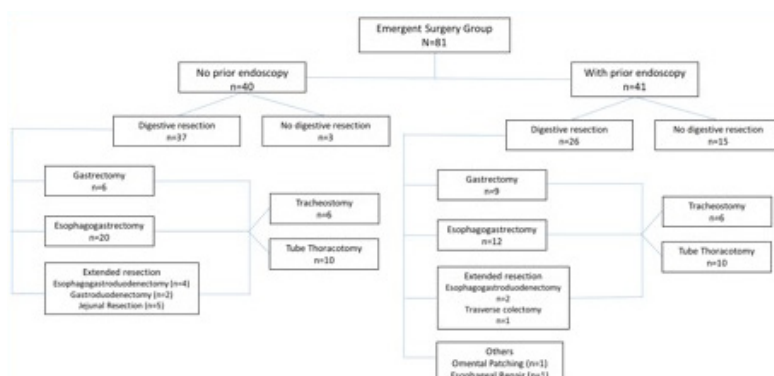 Emergent Surgery Group
N=81
No prior endoscopy
n=40
With prior endoscopy
n=41
Digestive resection
n=37
No digestive resection
n=3
Digestive resection
n=26
No digestive resection
n=15
Gastrectomy
n=6
Esophagogastrectomy
n=20
Extended resection
Esophagogastroduodenectomy (n=4)
Gastroduodenectomy (n=2)
Jejunal Resection (n=5)
Tracheostomy
n=6
Tube Thoracotomy
n=10
Gastrectomy
n=9
Esophagogastrectomy
n=12
Extended resection
Esophagogastroduodenectomy
n=2
Trasverse colectomy
n=1
Others
Omental Patching (n=1)
Esophageal Repair (n=1)
Tracheostomy
n=6
Tube Thoracotomy
n=10